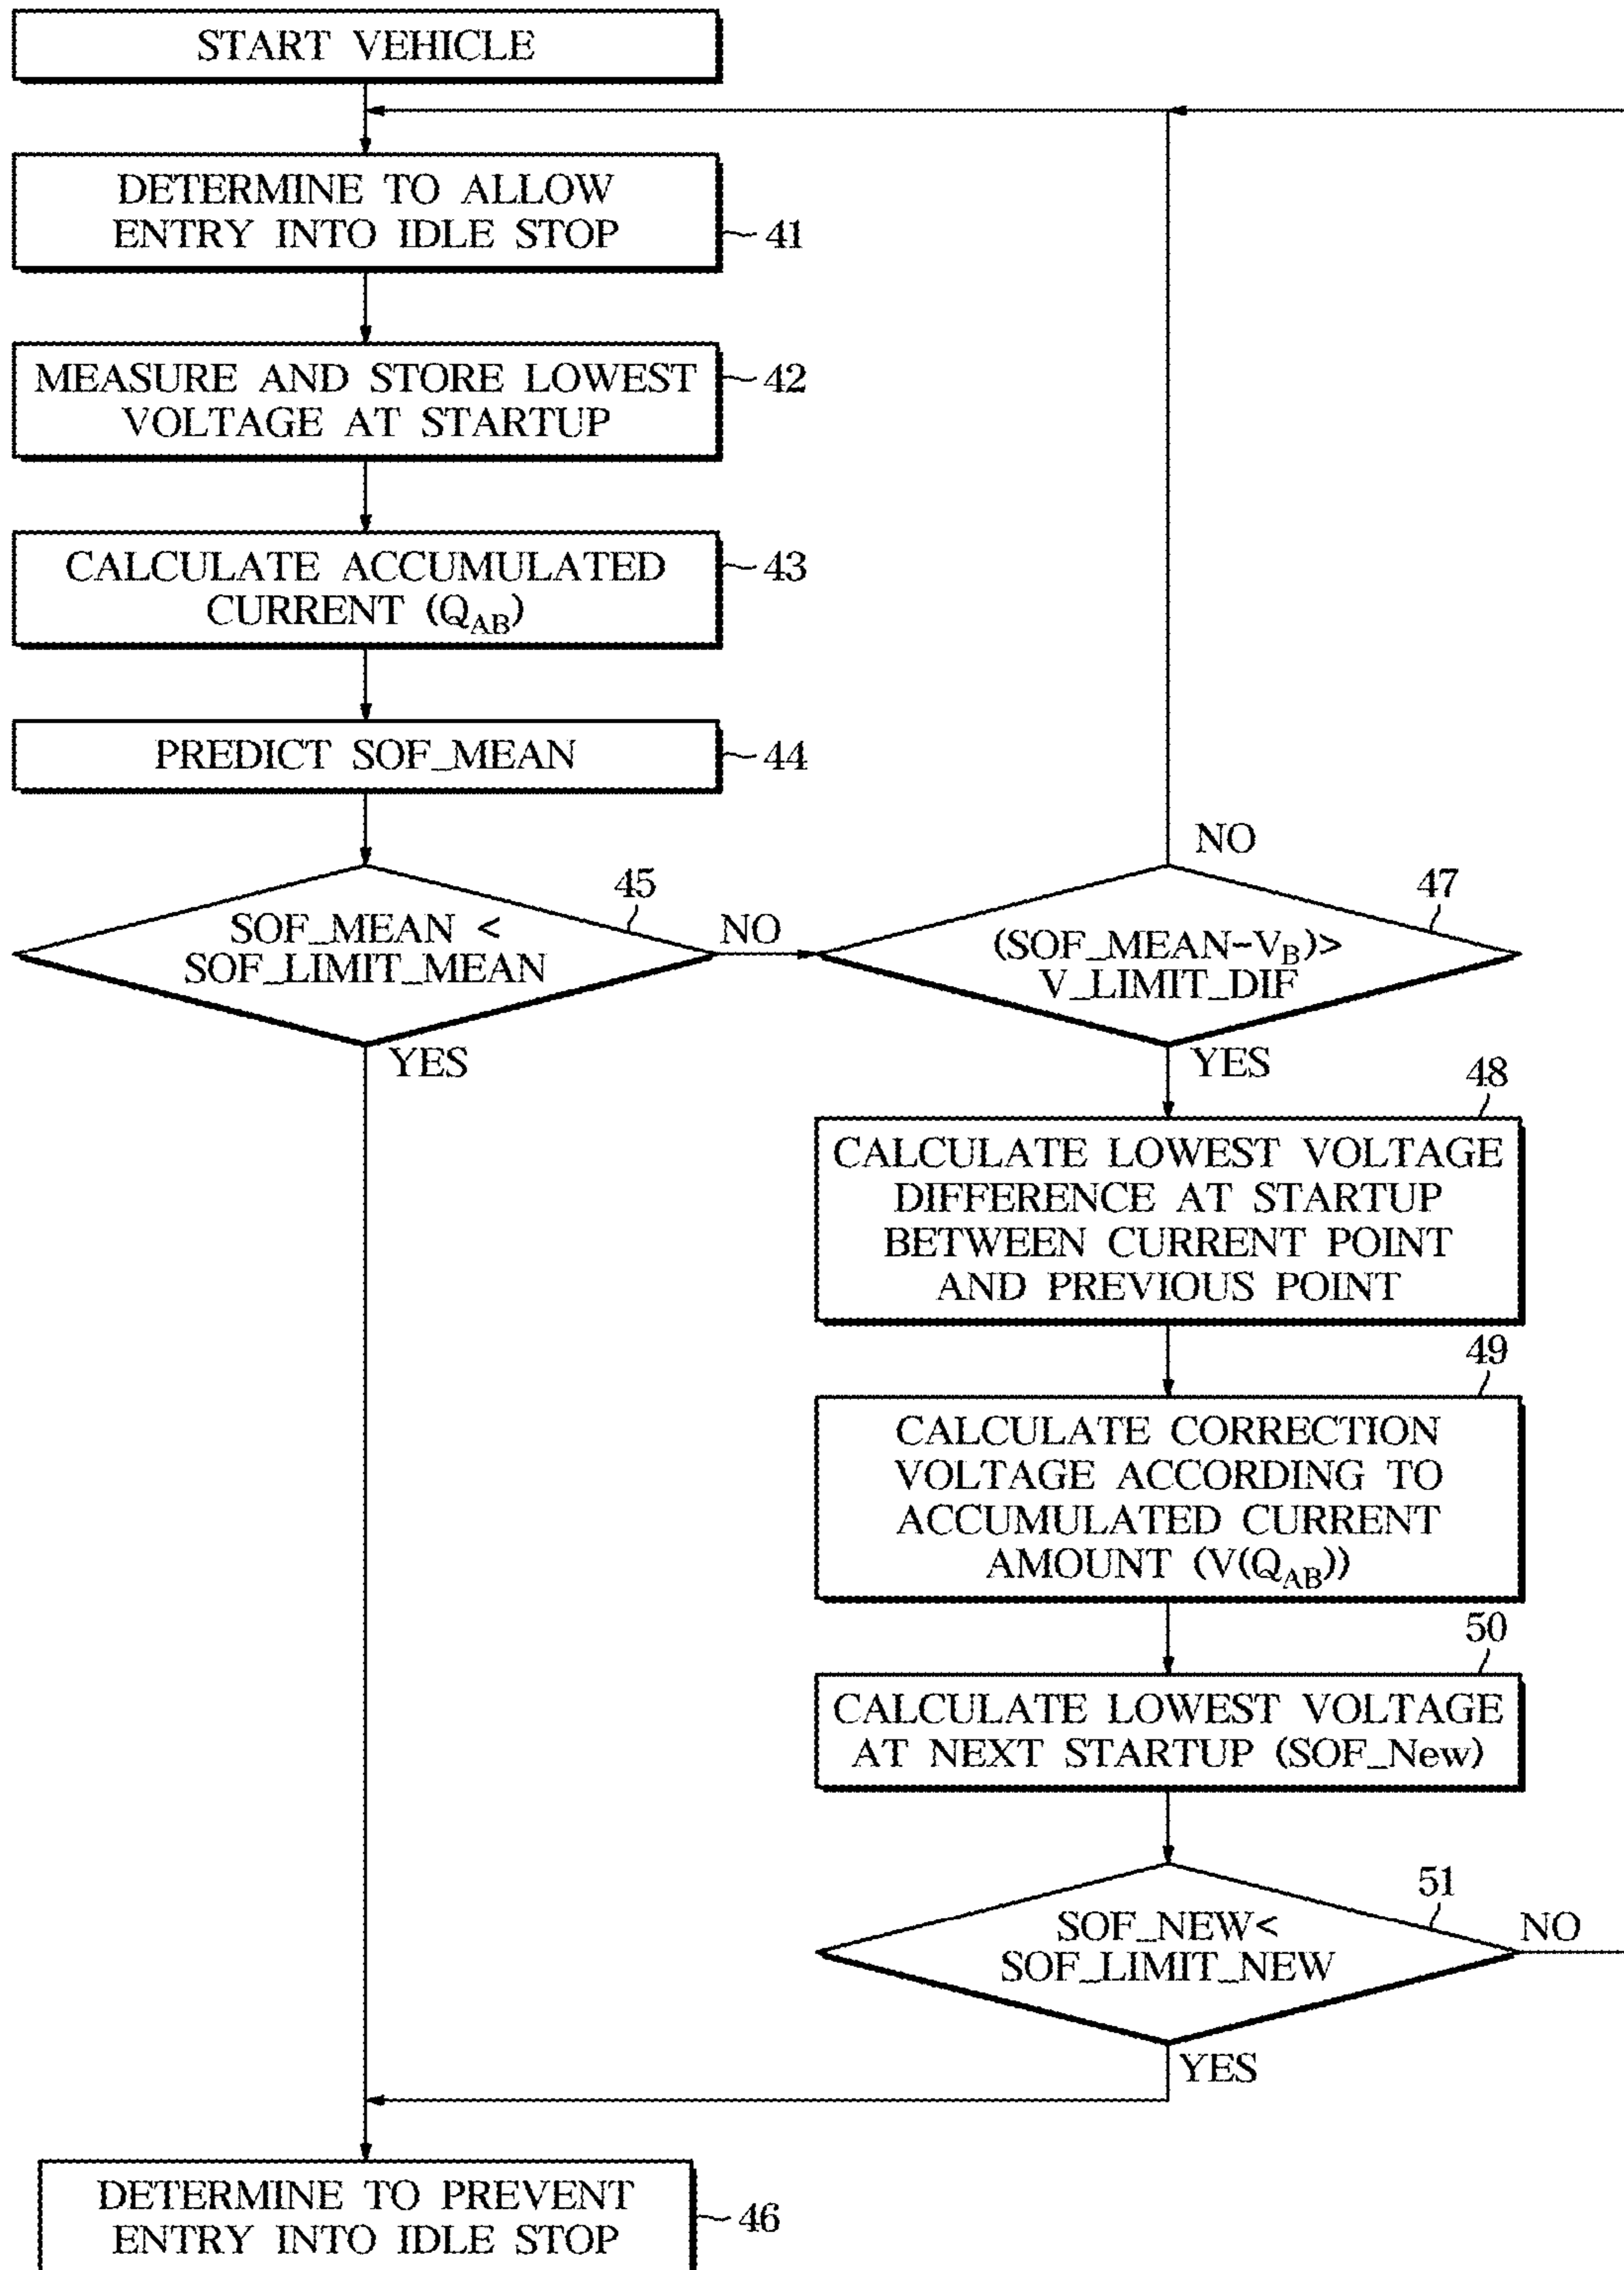 START VEHICLE
DETERMINE TO ALLOW
ENTRY INTO IDLE STOP
41
MEASURE AND STORE LOWEST
VOLTAGE AT STARTUP
42
CALCULATE ACCUMULATED
CURRENT (Q_AB)
43
PREDICT SOF_MEAN
44
45
SOF_MEAN <
SOF_LIMIT_MEAN
NO
YES
NO
47
(SOF_MEAN-V_B)>
V_LIMIT_DIF
YES
48
CALCULATE LOWEST VOLTAGE
DIFFERENCE AT STARTUP
BETWEEN CURRENT POINT
AND PREVIOUS POINT
49
CALCULATE CORRECTION
VOLTAGE ACCORDING TO
ACCUMULATED CURRENT
AMOUNT (V(Q_AB))
50
CALCULATE LOWEST VOLTAGE
AT NEXT STARTUP (SOF_New)
51
SOF_NEW<
SOF_LIMIT_NEW
NO
YES
DETERMINE TO PREVENT
ENTRY INTO IDLE STOP
46